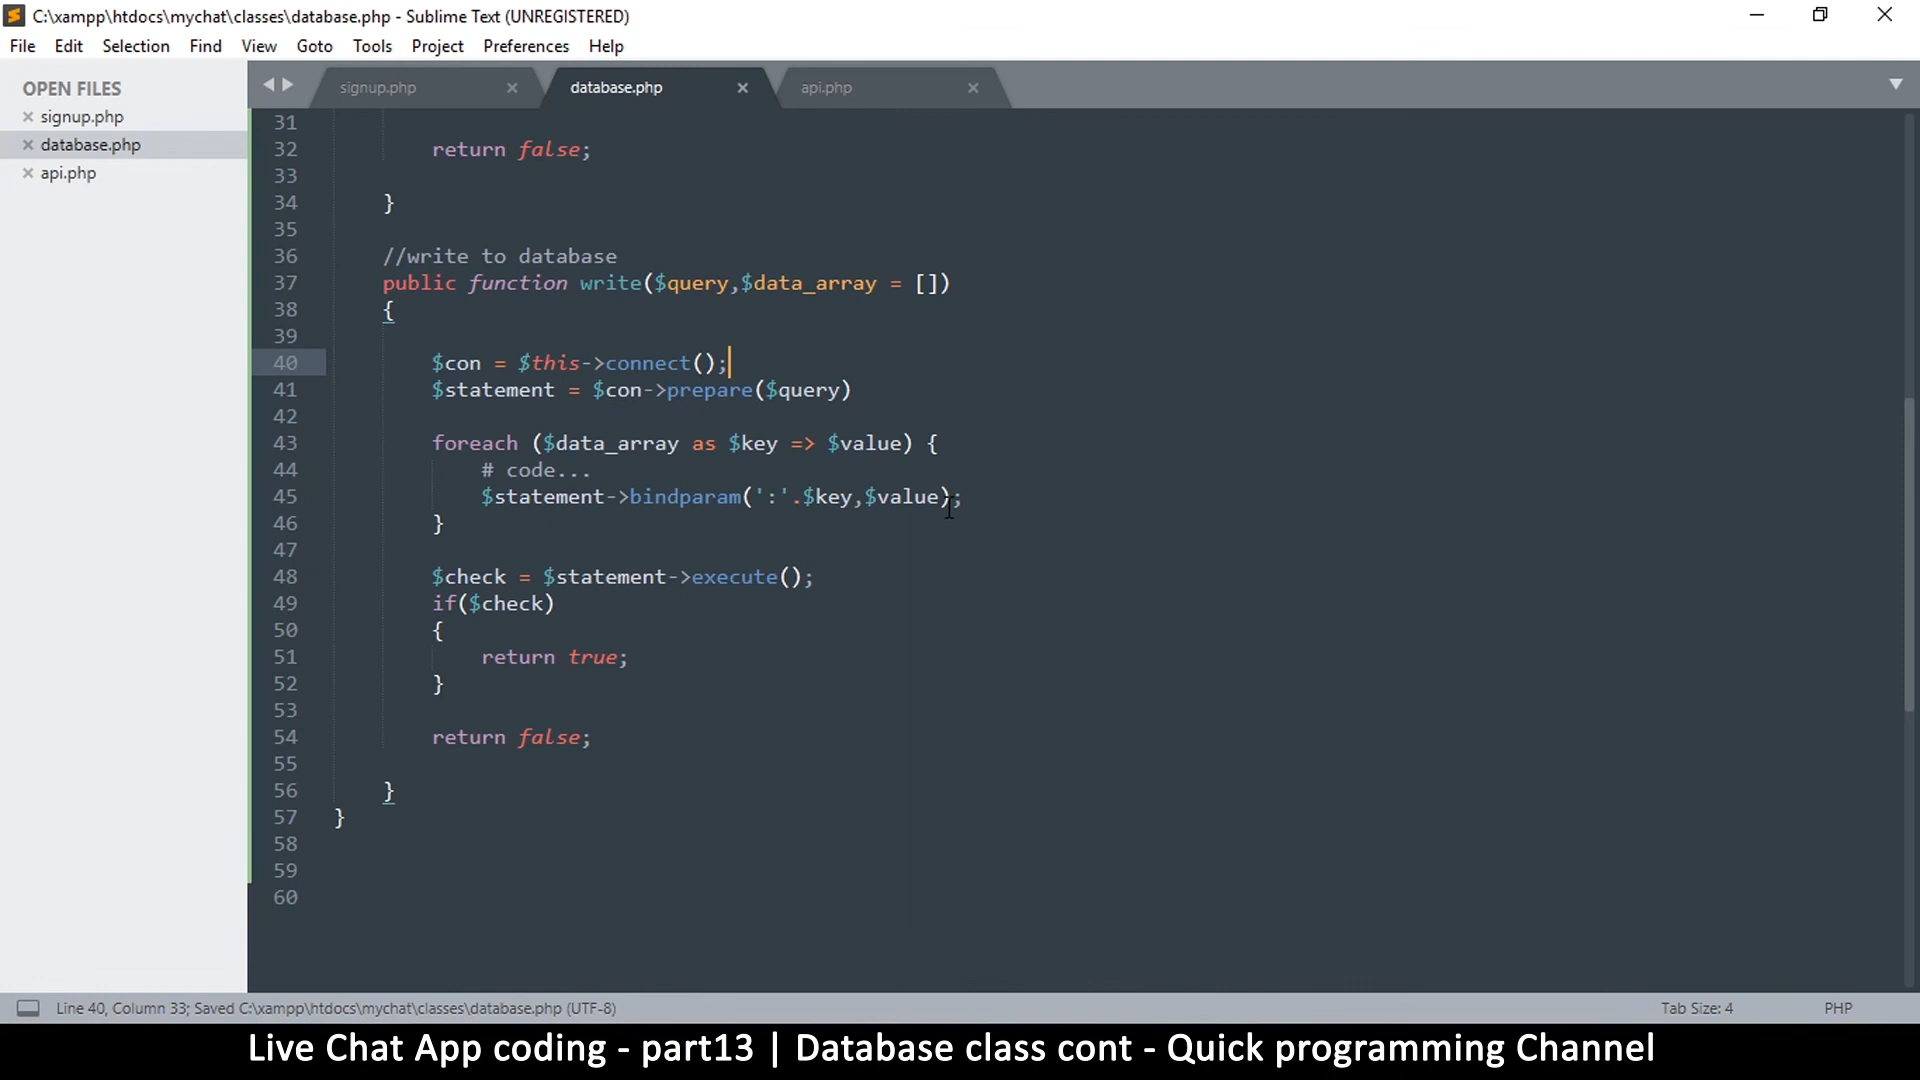 C:\xampp\htdocs\mychat\classes\database.php - Sublime Text (UNREGISTERED)
File Edit Selection Find View Goto Tools Project Preferences Help
OPEN FILES
signup.php
database.php
api.php
signup.php database.php api.php
31
32 return false;
33
34 }
35
36 //write to database
37 public function write($query,$data_array = [])
38 {
39
40 $con = $this->connect();
41 $statement = $con->prepare($query)
42
43 foreach ($data_array as $key => $value) {
44 # code...
45 $statement->bindparam(':'.$key,$value);
46 }
47
48 $check = $statement->execute();
49 if($check)
50 {
51 return true;
52 }
53
54 return false;
55
56 }
57 }
58
59
60
Line 40, Column 33; Saved C:\xampp\htdocs\mychat\classes\database.php (UTF-8) Tab Size: 4 PHP
Live Chat App coding - part13 | Database class cont - Quick programming Channel